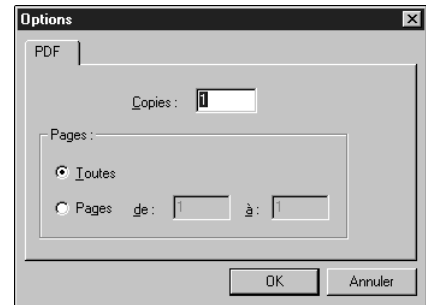 Options
PDF
Copies : 1
Pages :
Toutes
Pages de : 1 à : 1
OK Annuler